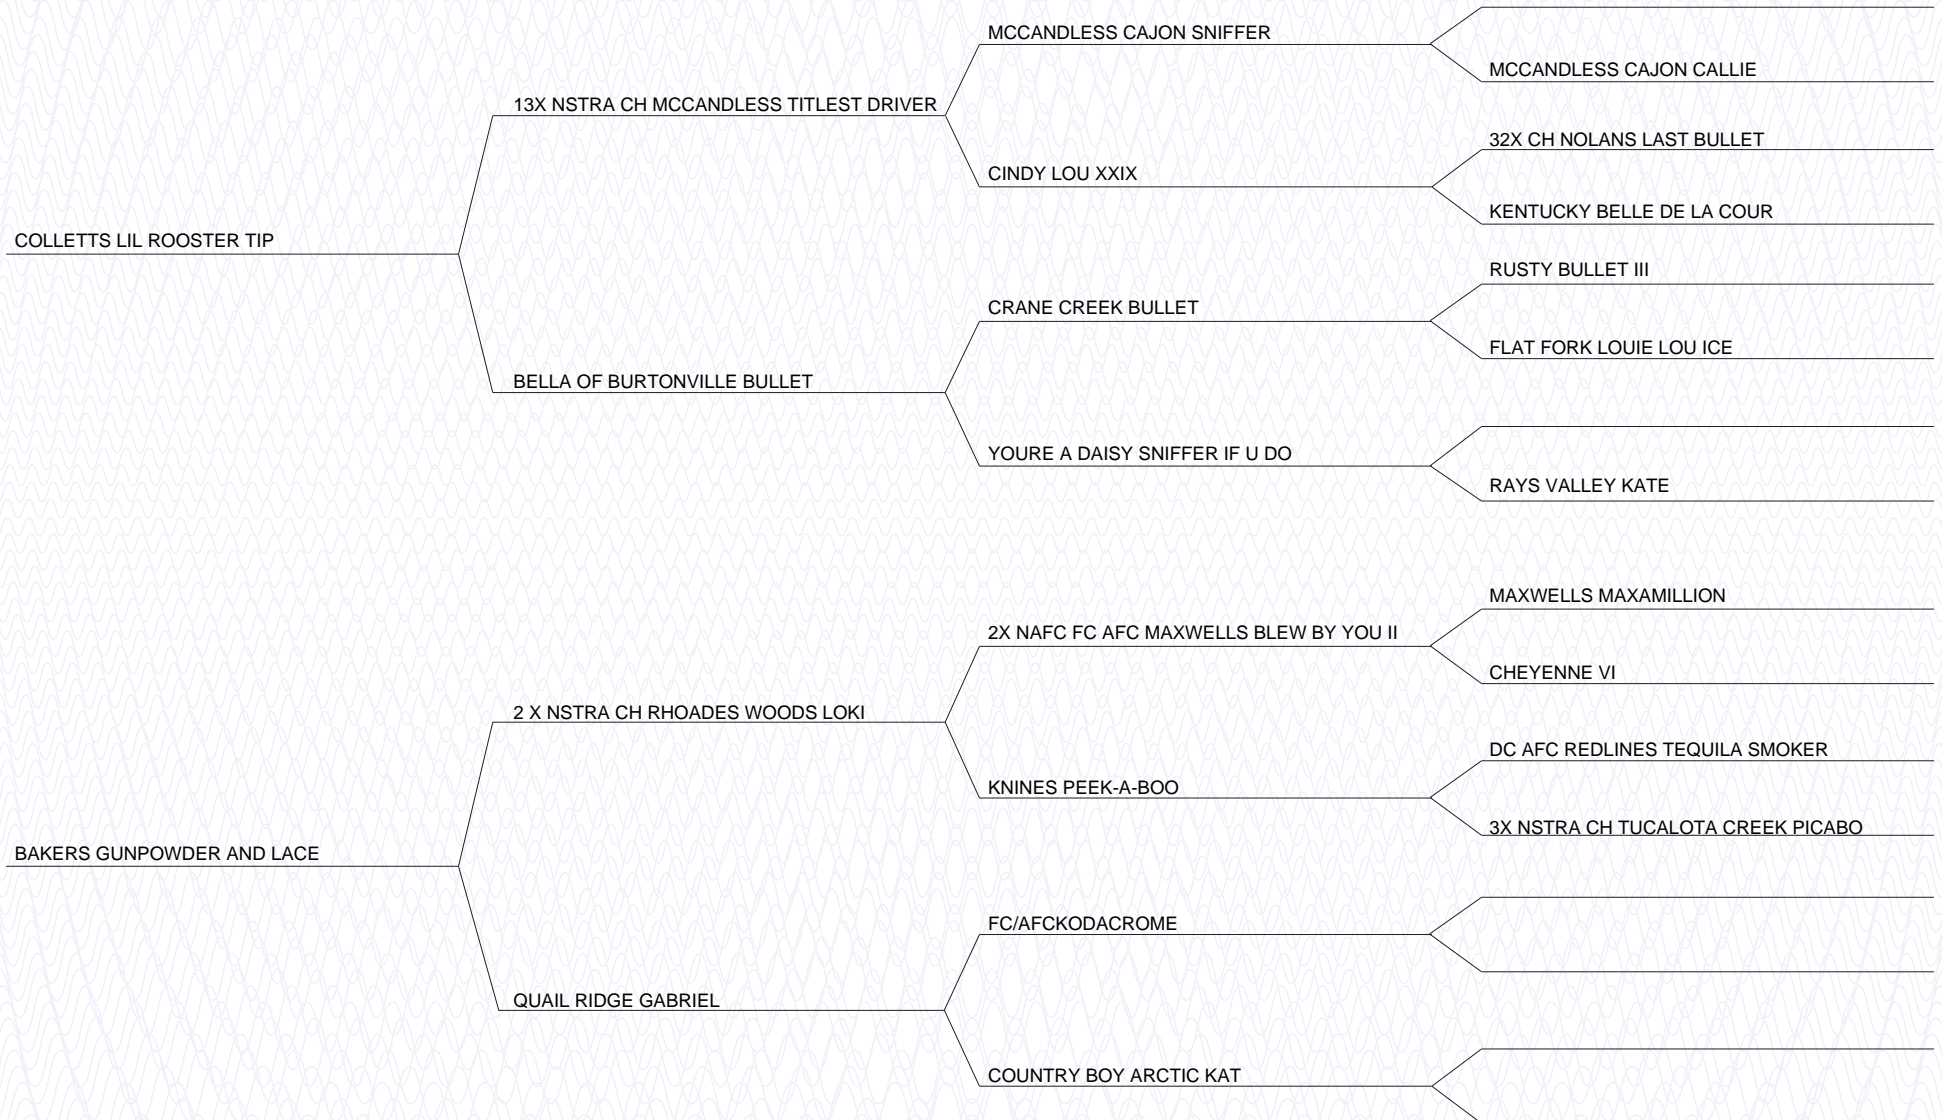 MCCANDLESS CAJON SNIFFER
MCCANDLESS CAJON CALLIE
13X NSTRA CH MCCANDLESS TITLEST DRIVER
32X CH NOLANS LAST BULLET
CINDY LOU XXIX
KENTUCKY BELLE DE LA COUR
COLLETTS LIL ROOSTER TIP
RUSTY BULLET III
CRANE CREEK BULLET
FLAT FORK LOUIE LOU ICE
BELLA OF BURTONVILLE BULLET
YOURE A DAISY SNIFFER IF U DO
RAYS VALLEY KATE
MAXWELLS MAXAMILLION
2X NAFC FC AFC MAXWELLS BLEW BY YOU II
CHEYENNE VI
2 X NSTRA CH RHOADES WOODS LOKI
DC AFC REDLINES TEQUILA SMOKER
KNINES PEEK-A-BOO
3X NSTRA CH TUCALOTA CREEK PICABO
BAKERS GUNPOWDER AND LACE
FC/AFCKODACROME
QUAIL RIDGE GABRIEL
COUNTRY BOY ARCTIC KAT